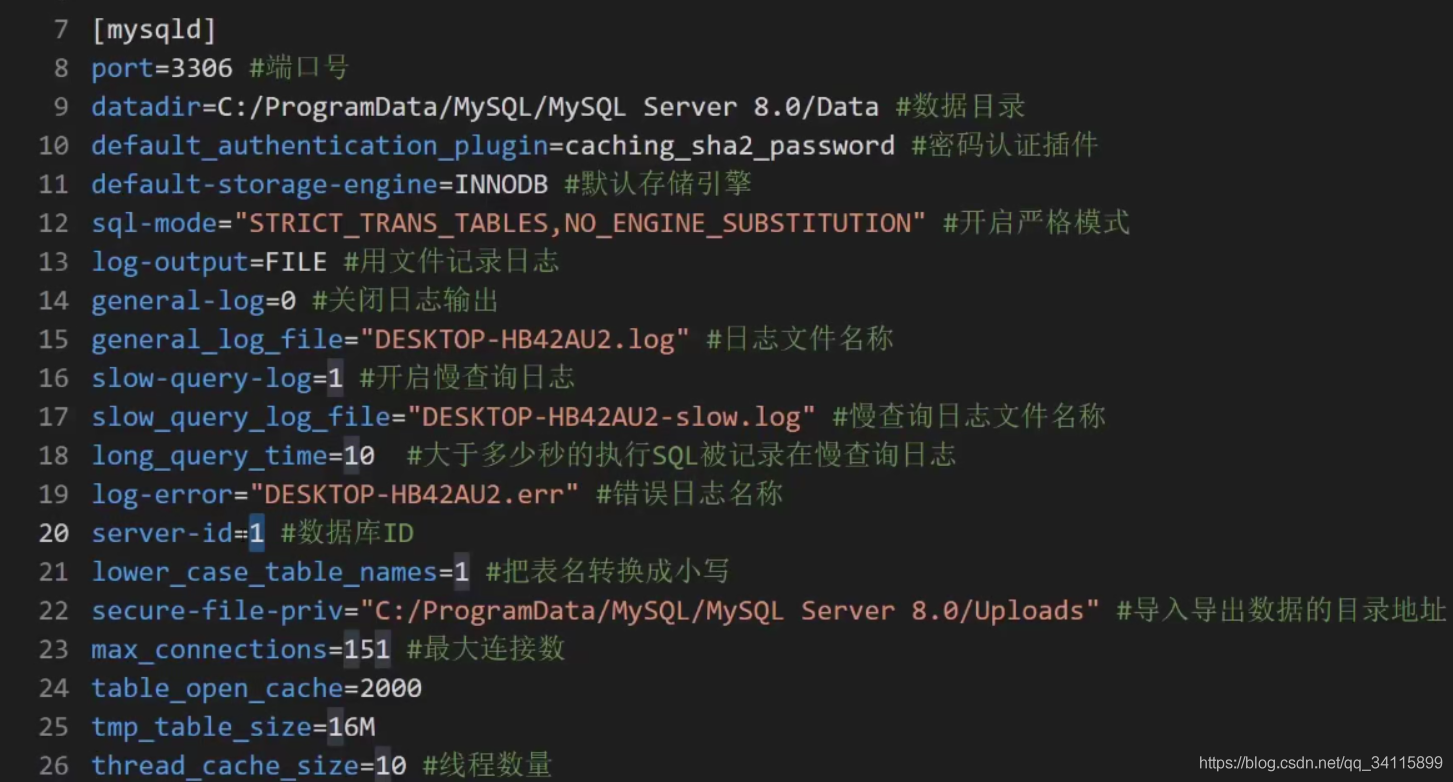 7 [mysqld]
8 port=3306 #端口号
9 datadir=C:/ProgramData/MySQL/MySQL Server 8.0/Data #数据目录
10 default_authentication_plugin=caching_sha2_password #密码认证插件
11 default-storage-engine=INNODB #默认存储引擎
12 sql-mode="STRICT_TRANS_TABLES,NO_ENGINE_SUBSTITUTION" #开启严格模式
13 log-output=FILE #用文件记录日志
14 general-log=0 #关闭日志输出
15 general_log_file="DESKTOP-HB42AU2.log" #日志文件名称
16 slow-query-log=1 #开启慢查询日志
17 slow_query_log_file="DESKTOP-HB42AU2-slow.log" #慢查询日志文件名称
18 long_query_time=10  #大于多少秒的执行SQL被记录在慢查询日志
19 log-error="DESKTOP-HB42AU2.err" #错误日志名称
20 server-id=1 #数据库ID
21 lower_case_table_names=1 #把表名转换成小写
22 secure-file-priv="C:/ProgramData/MySQL/MySQL Server 8.0/Uploads" #导入导出数据的目录地址
23 max_connections=151 #最大连接数
24 table_open_cache=2000
25 tmp_table_size=16M
26 thread_cache_size=10 #线程数量
https://blog.csdn.net/qq_34115899